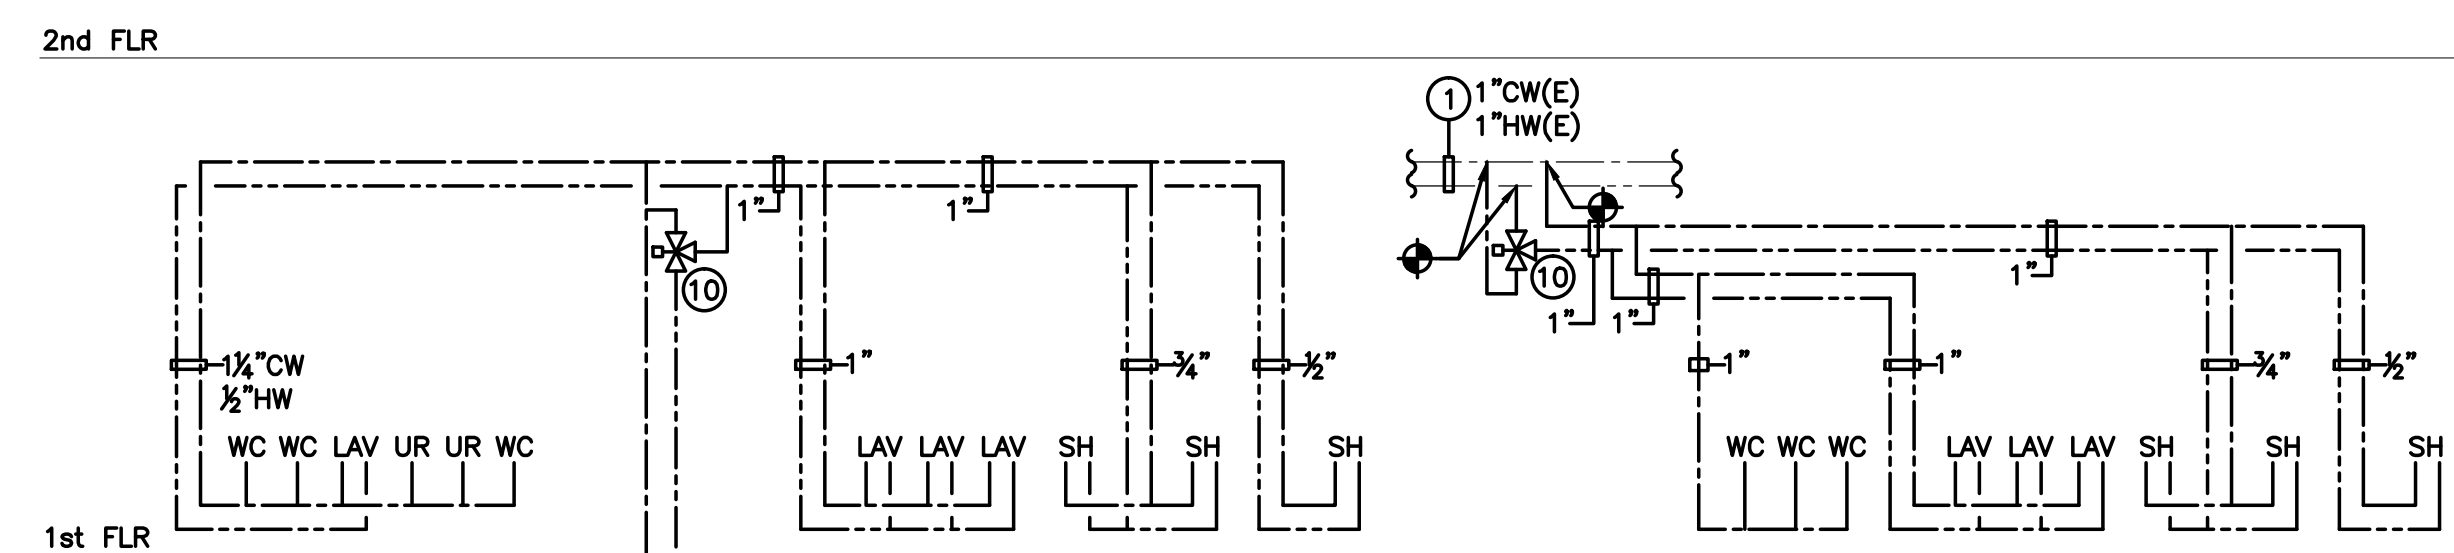 2nd FLR
1 1"CW(E)
1"HW(E)
1" 1"
10 10
1" 1" 1"
1¼"CW 1" ¾" ½" 1" 1" ¾" ½"
½"HW
WC WC LAV UR UR WC LAV LAV LAV SH SH SH WC WC WC LAV LAV LAV SH SH SH
1st FLR